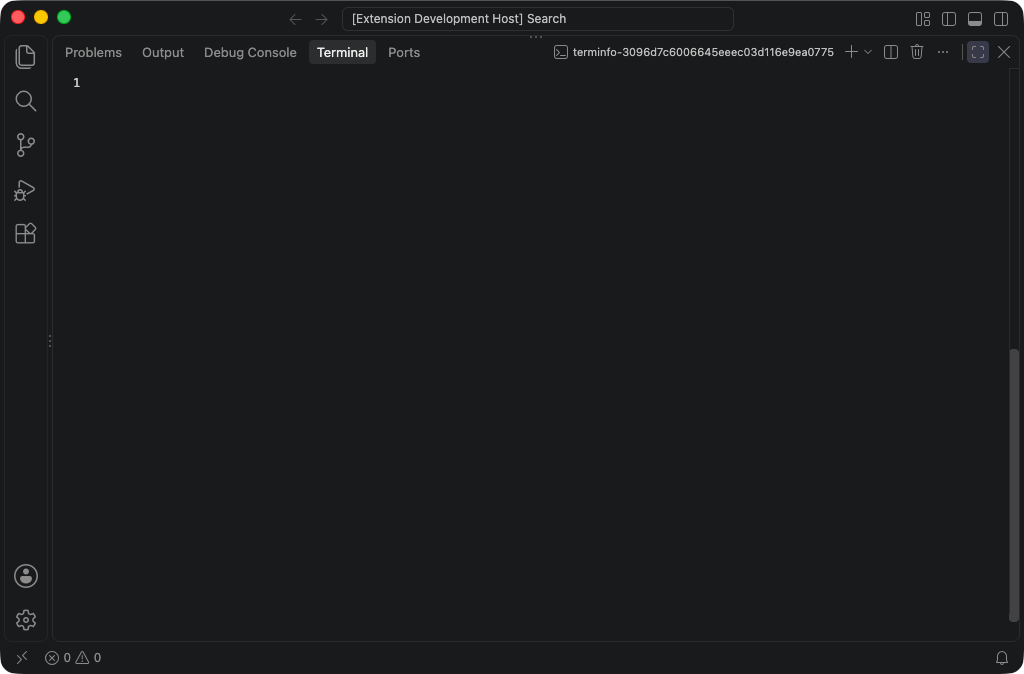 [Extension Development Host] Search
Problems Output Debug Console Terminal Ports terminfo-3096d7c6006645eeec03d116e9ea0775
1
0 0